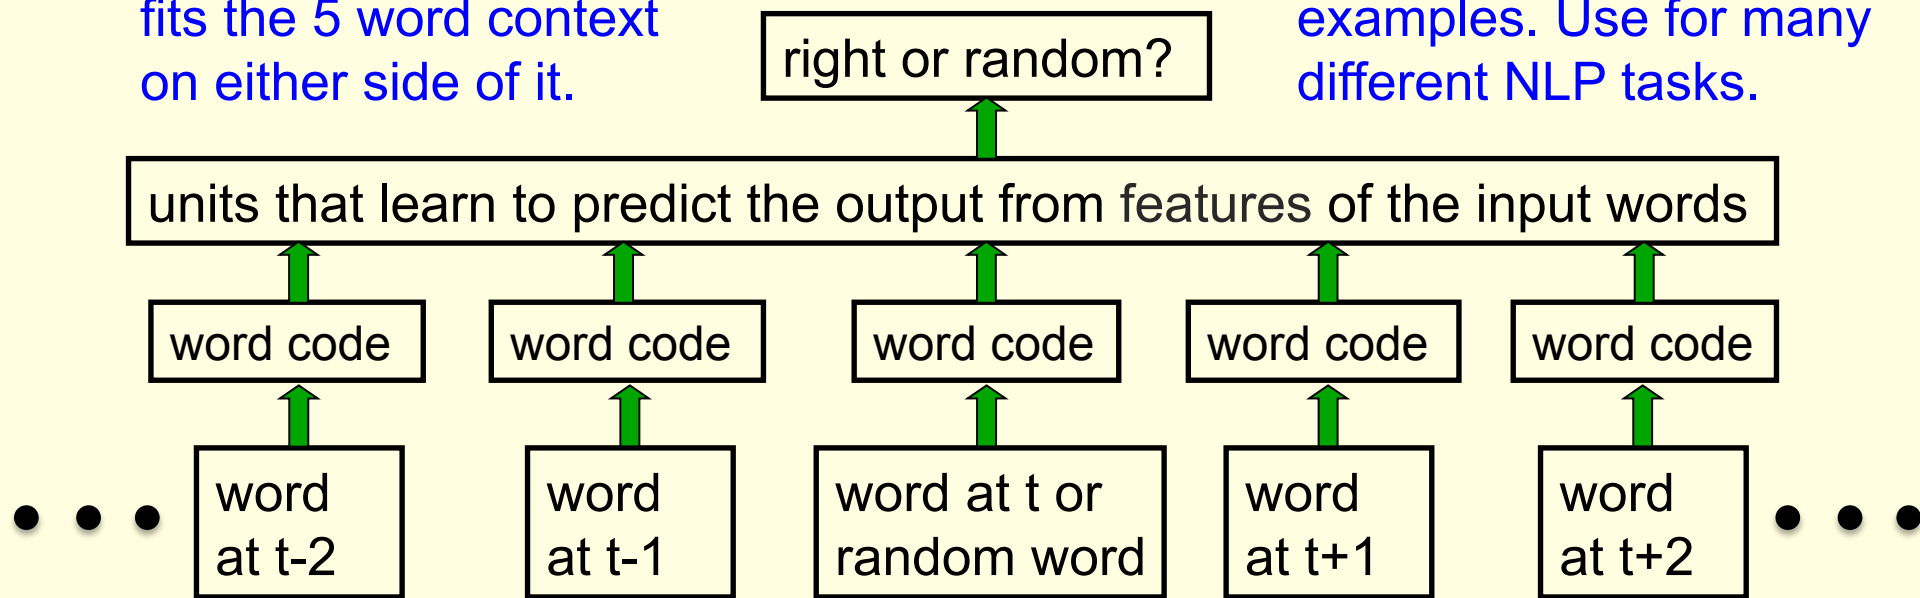 fits the 5 word context
on either side of it.
right or random?
examples. Use for many
different NLP tasks.
units that learn to predict the output from features of the input words
word code
word code
word code
word code
word code
word
at t-2
word
at t-1
word at t or
random word
word
at t+1
word
at t+2